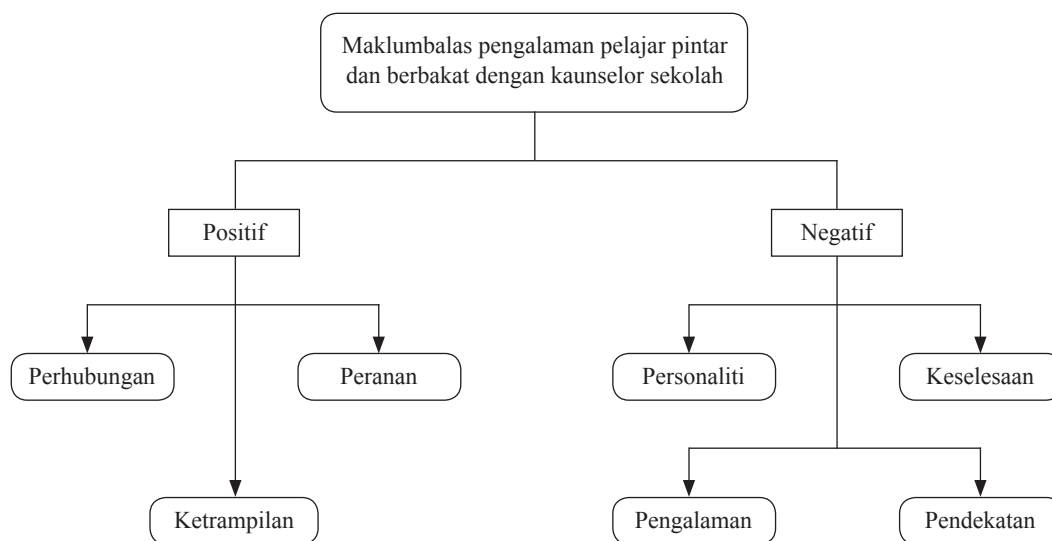 Maklumbalas pengalaman pelajar pintar
dan berbakat dengan kaunselor sekolah
Positif
Negatif
Perhubungan
Peranan
Personaliti
Keselesaan
Ketrampilan
Pengalaman
Pendekatan